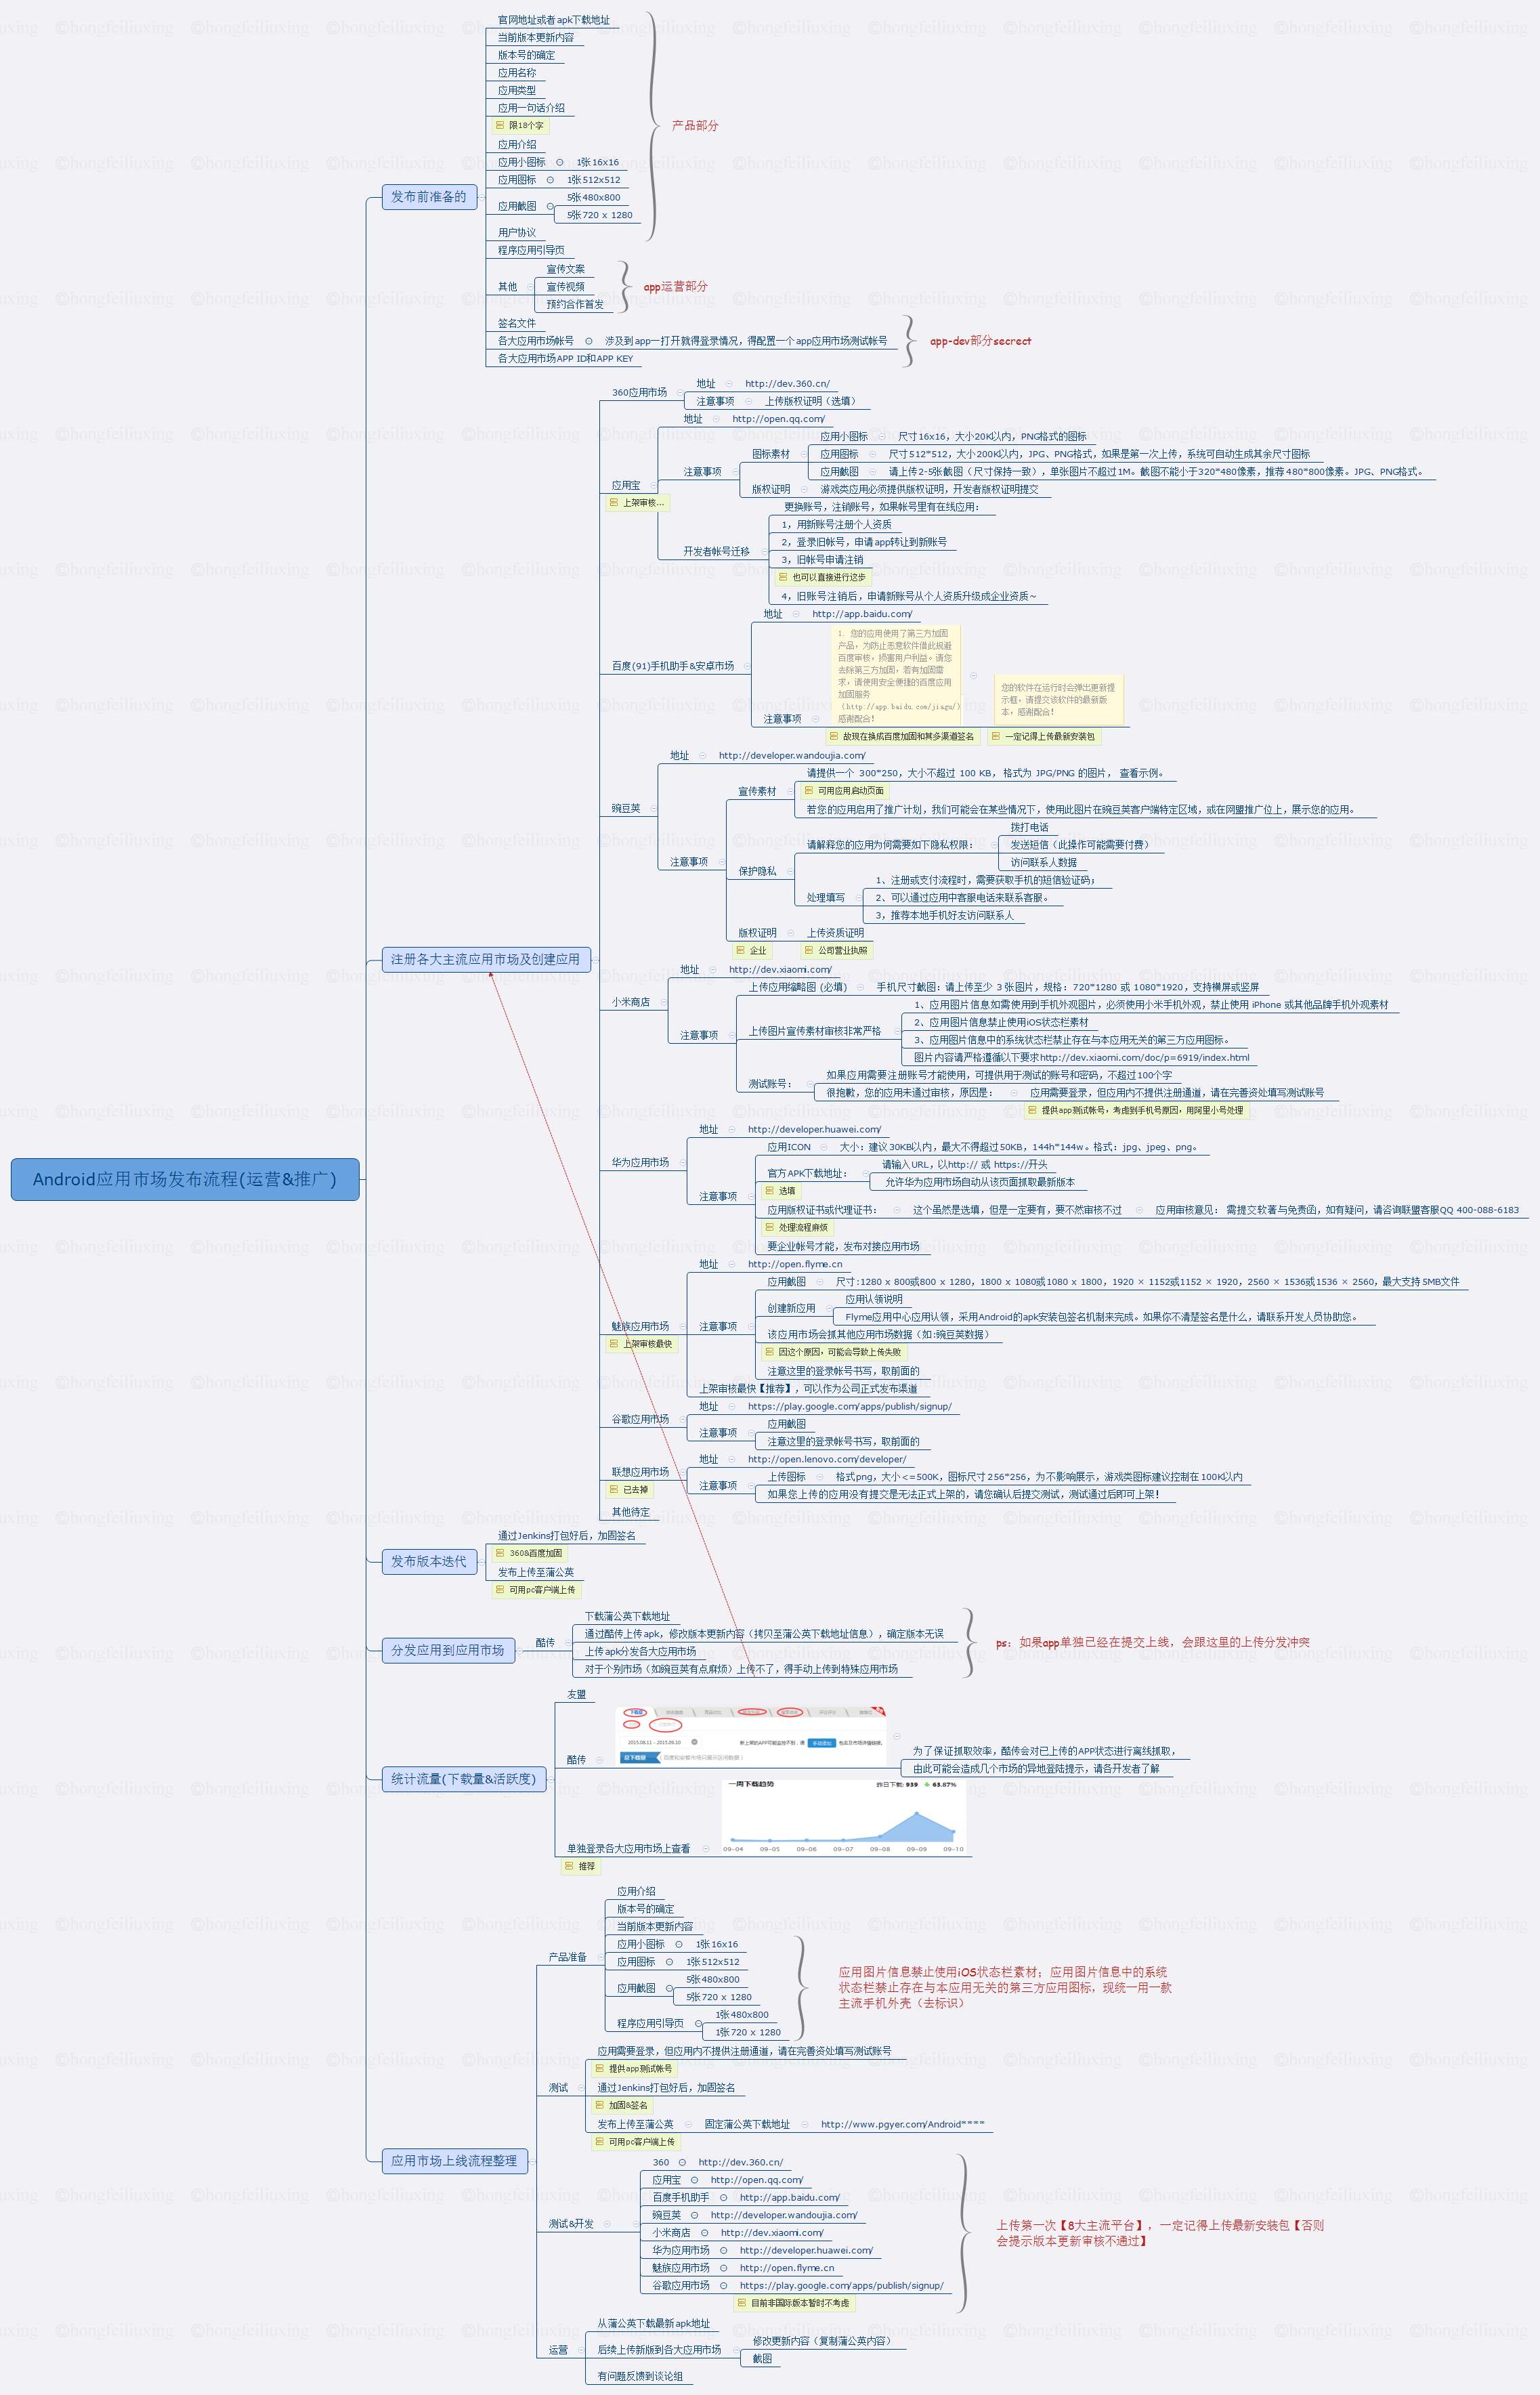 官网地址或者apk下载地址
当前版本更新内容
版本号的确定
应用名称
应用类型
应用一句话介绍
限18个字
产品部分
应用介绍
应用小图标 1张16x16
应用图标 1张512x512
发布前准备的
应用截图
5张480x800
5张720 x 1280
用户协议
程序应用引导页
其他
宣传文案
宣传视频
预约合作首发
app运营部分
签名文件
各大应用市场帐号 涉及到app一打开就得登录情况，得配置一个app应用市场测试帐号
app-dev部分secrect
各大应用市场APP ID和APP KEY
360应用市场
地址 http://dev.360.cn/
注意事项 上传版权证明（选填）
应用宝
上架审核...
地址 http://open.qq.com/
注意事项
图标素材
应用小图标 尺寸16x16，大小20K以内，PNG格式的图标
应用图标 尺寸512*512，大小200K以内，JPG、PNG格式，如果是第一次上传，系统可自动生成其余尺寸图标
应用截图 请上传2-5张截图（尺寸保持一致），单张图片不超过1M。截图不能小于320*480像素，推荐480*800像素。JPG、PNG格式。
版权证明 游戏类应用必须提供版权证明，开发者版权证明提交
开发者帐号迁移
更换账号，注销账号，如果帐号里有在线应用：
1，用新账号注册个人资质
2，登录旧帐号，申请app转让到新账号
3，旧帐号申请注销
也可以直接进行这步
4，旧账号注销后，申请新账号从个人资质升级成企业资质~
百度(91)手机助手&安卓市场
地址 http://app.baidu.com/
注意事项
1. 您的应用使用了第三方加固
产品，为防止恶意软件借此规避
百度审核，损害用户利益。请您
去除第三方加固，若有加固需
求，请使用安全便捷的百度应用
加固服务
（http://app.baidu.com/jiagu/）
感谢配合！
故现在换成百度加固和其多渠道签名
您的软件在运行时会弹出更新提
示框，请提交该软件的最新版
本，感谢配合!
一定记得上传最新安装包
豌豆荚
地址 http://developer.wandoujia.com/
注意事项
宣传素材
请提供一个 300*250，大小不超过 100 KB， 格式为 JPG/PNG 的图片， 查看示例。
可用应用启动页面
若您的应用启用了推广计划，我们可能会在某些情况下，使用此图片在豌豆荚客户端特定区域，或在网盟推广位上，展示您的应用。
保护隐私
请解释您的应用为何需要如下隐私权限：
拨打电话
发送短信（此操作可能需要付费）
访问联系人数据
处理填写
1、注册或支付流程时，需要获取手机的短信验证码；
2、可以通过应用中客服电话来联系客服。
3，推荐本地手机好友访问联系人
版权证明 上传资质证明
企业 公司营业执照
注册各大主流应用市场及创建应用
小米商店
地址 http://dev.xiaomi.com/
注意事项
上传应用缩略图 (必填) 手机尺寸截图：请上传至少 3 张图片，规格：720*1280 或 1080*1920，支持横屏或竖屏
上传图片宣传素材审核非常严格
1、应用图片信息如需使用到手机外观图片，必须使用小米手机外观，禁止使用 iPhone 或其他品牌手机外观素材
2、应用图片信息禁止使用iOS状态栏素材
3、应用图片信息中的系统状态栏禁止存在与本应用无关的第三方应用图标。
图片内容请严格遵循以下要求http://dev.xiaomi.com/doc/p=6919/index.html
测试账号：
如果应用需要注册账号才能使用，可提供用于测试的账号和密码，不超过100个字
很抱歉，您的应用未通过审核，原因是： 应用需要登录，但应用内不提供注册通道，请在完善资处填写测试账号
提供app测试帐号，考虑到手机号原因，用阿里小号处理
华为应用市场
地址 http://developer.huawei.com/
注意事项
应用ICON 大小：建议30KB以内，最大不得超过50KB，144h*144w。格式：jpg、jpeg、png。
官方APK下载地址：
选填
请输入URL，以http:// 或 https://开头
允许华为应用市场自动从该页面抓取最新版本
应用版权证书或代理证书： 这个虽然是选填，但是一定要有，要不然审核不过 应用审核意见： 需提交软著与免责函，如有疑问，请咨询联盟客服QQ 400-088-6183
处理流程麻烦
要企业帐号才能，发布对接应用市场
Android应用市场发布流程(运营&推广)
魅族应用市场
上架审核最快
地址 http://open.flyme.cn
注意事项
应用截图 尺寸:1280 x 800或800 x 1280，1800 x 1080或1080 x 1800，1920 × 1152或1152 × 1920，2560 × 1536或1536 × 2560，最大支持5MB文件
创建新应用
应用认领说明
Flyme应用中心应用认领，采用Android的apk安装包签名机制来完成。如果你不清楚签名是什么，请联系开发人员协助您。
该应用市场会抓其他应用市场数据（如:豌豆荚数据）
因这个原因，可能会导致上传失败
注意这里的登录帐号书写，取前面的
上架审核最快【推荐】，可以作为公司正式发布渠道
谷歌应用市场
地址 https://play.google.com/apps/publish/signup/
注意事项
应用截图
注意这里的登录帐号书写，取前面的
联想应用市场
已去掉
地址 http://open.lenovo.com/developer/
注意事项
上传图标 格式png，大小<=500K，图标尺寸256*256，为不影响展示，游戏类图标建议控制在100K以内
如果您上传的应用没有提交是无法正式上架的，请您确认后提交测试，测试通过后即可上架！
其他待定
发布版本迭代
通过Jenkins打包好后，加固签名
360&百度加固
发布上传至蒲公英
可用pc客户端上传
分发应用到应用市场
酷传
下载蒲公英下载地址
通过酷传上传apk，修改版本更新内容（拷贝至蒲公英下载地址信息），确定版本无误
上传apk分发各大应用市场
对于个别市场（如豌豆荚有点麻烦）上传不了，得手动上传到特殊应用市场
ps：如果app单独已经在提交上线，会跟这里的上传分发冲突
统计流量(下载量&活跃度)
友盟
酷传
下载量
2015.08.11 - 2015.09.10
总下载量
为了保证抓取效率，酷传会对已上传的APP状态进行离线抓取，
由此可能会造成几个市场的异地登陆提示，请各开发者了解
单独登录各大应用市场上查看
推荐
一周下载趋势 昨日下载: 939 63.87%
09-04 09-05 09-06 09-07 09-08 09-09 09-10
应用市场上线流程整理
产品准备
应用介绍
版本号的确定
当前版本更新内容
应用小图标 1张16x16
应用图标 1张512x512
应用截图
5张480x800
5张720 x 1280
程序应用引导页
1张480x800
1张720 x 1280
应用图片信息禁止使用iOS状态栏素材；应用图片信息中的系统
状态栏禁止存在与本应用无关的第三方应用图标，现统一用一款
主流手机外壳（去标识）
测试
应用需要登录，但应用内不提供注册通道，请在完善资处填写测试账号
提供app测试帐号
通过Jenkins打包好后，加固签名
加固&签名
发布上传至蒲公英 固定蒲公英下载地址 http://www.pgyer.com/Android****
可用pc客户端上传
测试&开发
360 http://dev.360.cn/
应用宝 http://open.qq.com/
百度手机助手 http://app.baidu.com/
豌豆荚 http://developer.wandoujia.com/
小米商店 http://dev.xiaomi.com/
华为应用市场 http://developer.huawei.com/
魅族应用市场 http://open.flyme.cn
谷歌应用市场 https://play.google.com/apps/publish/signup/
目前非国际版本暂时不考虑
上传第一次【8大主流平台】，一定记得上传最新安装包【否则
会提示版本更新审核不通过】
运营
从蒲公英下载最新apk地址
后续上传新版到各大应用市场
修改更新内容（复制蒲公英内容）
截图
有问题反馈到谈论组
©hongfeiliuxing